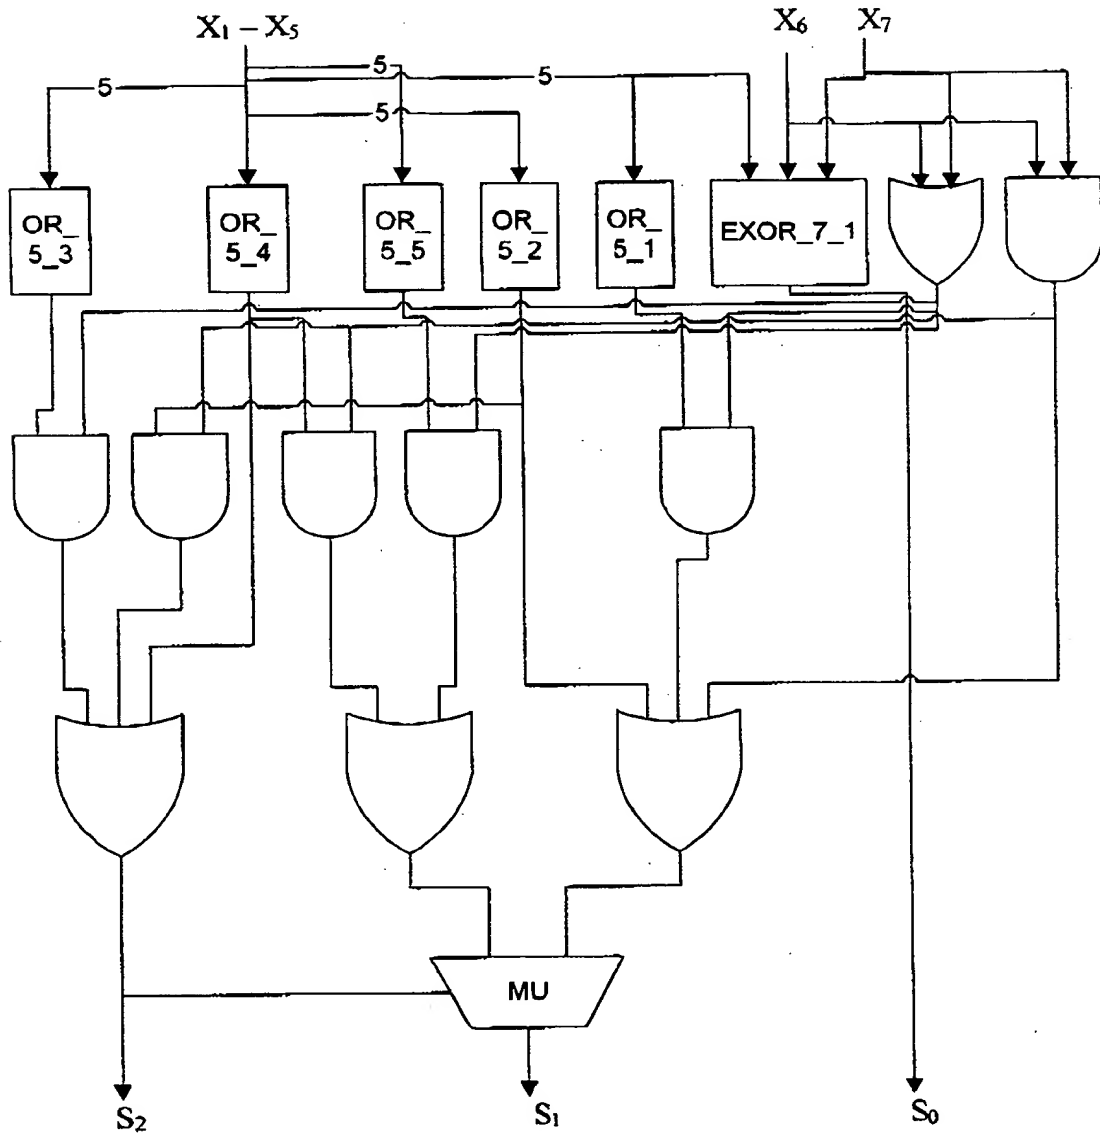 X₁ – X₅
X₆
X₇
5
5
5
5
OR_
5_3
OR_
5_4
OR_
5_5
OR_
5_2
OR_
5_1
EXOR_7_1
MU
S₂
S₁
S₀